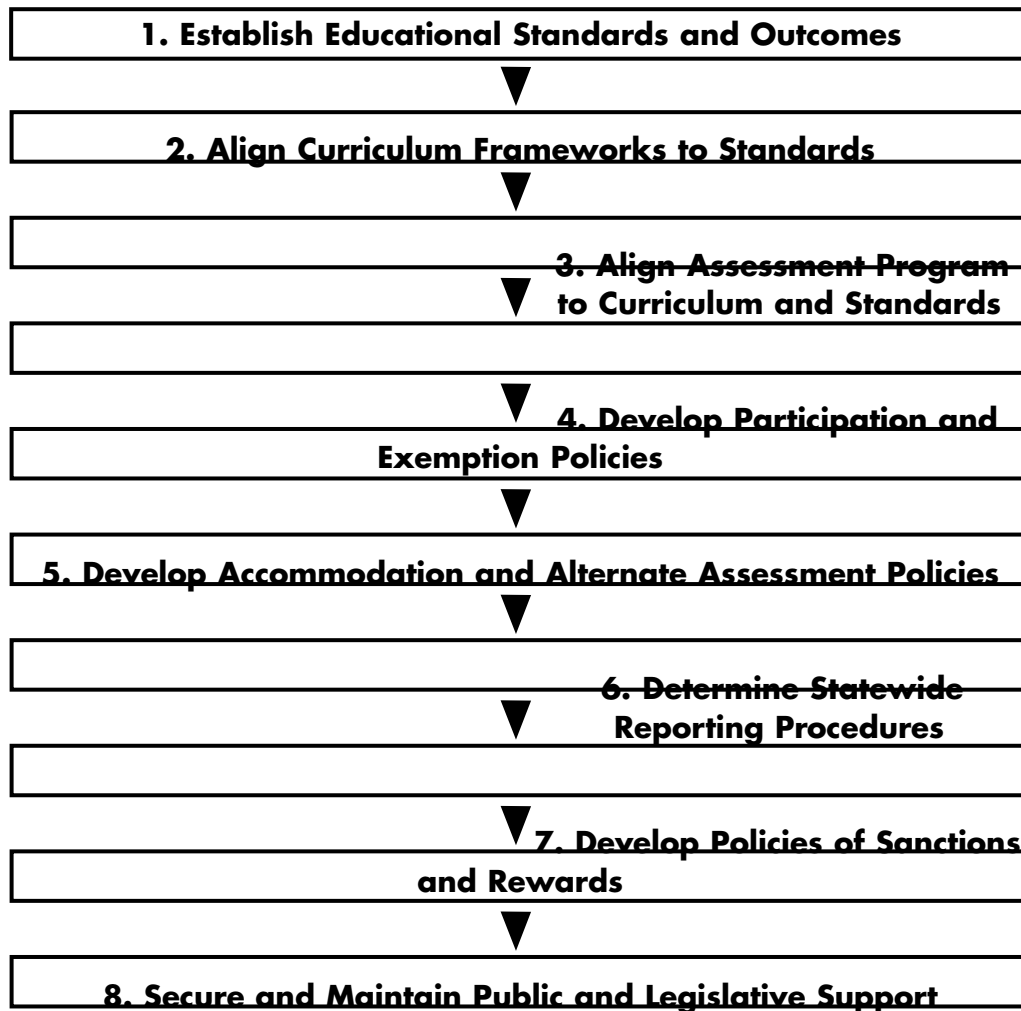 1. Establish Educational Standards and Outcomes
2. Align Curriculum Frameworks to Standards
3. Align Assessment Program
to Curriculum and Standards
4. Develop Participation and
Exemption Policies
5. Develop Accommodation and Alternate Assessment Policies
6. Determine Statewide
Reporting Procedures
7. Develop Policies of Sanctions
and Rewards
8. Secure and Maintain Public and Legislative Support